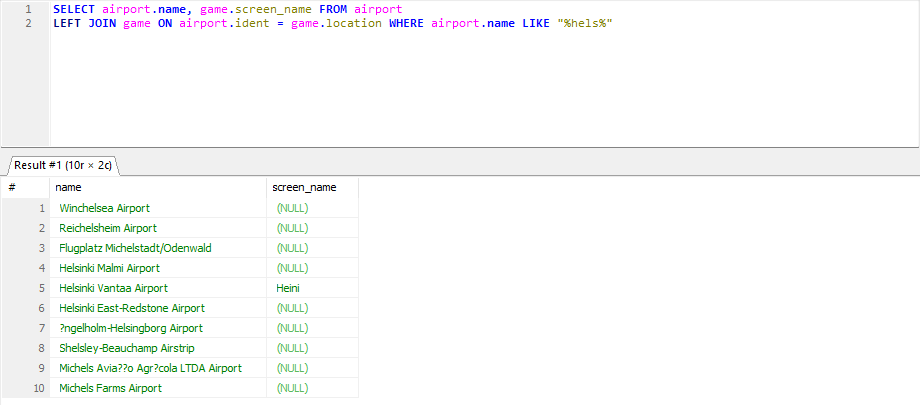 1 SELECT airport.name, game.screen_name FROM airport
2 LEFT JOIN game ON airport.ident = game.location WHERE airport.name LIKE "%hels%"
Result #1 (10r × 2c)
# name screen_name
1 Winchelsea Airport (NULL)
2 Reichelsheim Airport (NULL)
3 Flugplatz Michelstadt/Odenwald (NULL)
4 Helsinki Malmi Airport (NULL)
5 Helsinki Vantaa Airport Heini
6 Helsinki East-Redstone Airport (NULL)
7 ?ngelholm-Helsingborg Airport (NULL)
8 Shelsley-Beauchamp Airstrip (NULL)
9 Michels Avia??o Agr?cola LTDA Airport (NULL)
10 Michels Farms Airport (NULL)